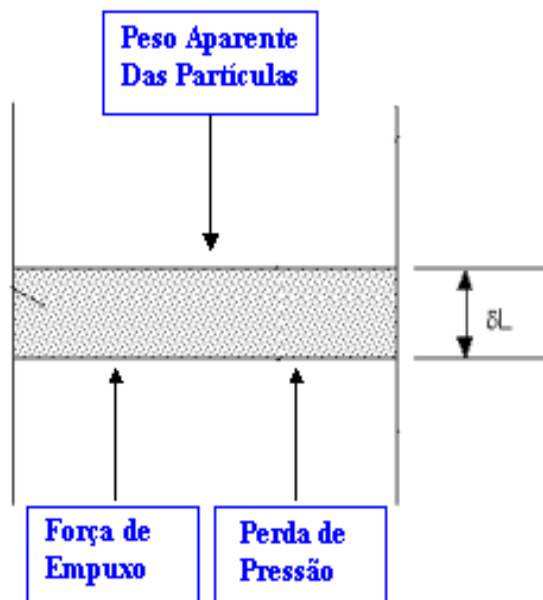 Peso Aparente
Das Partículas
δL
Força de
Empuxo
Perda de
Pressão